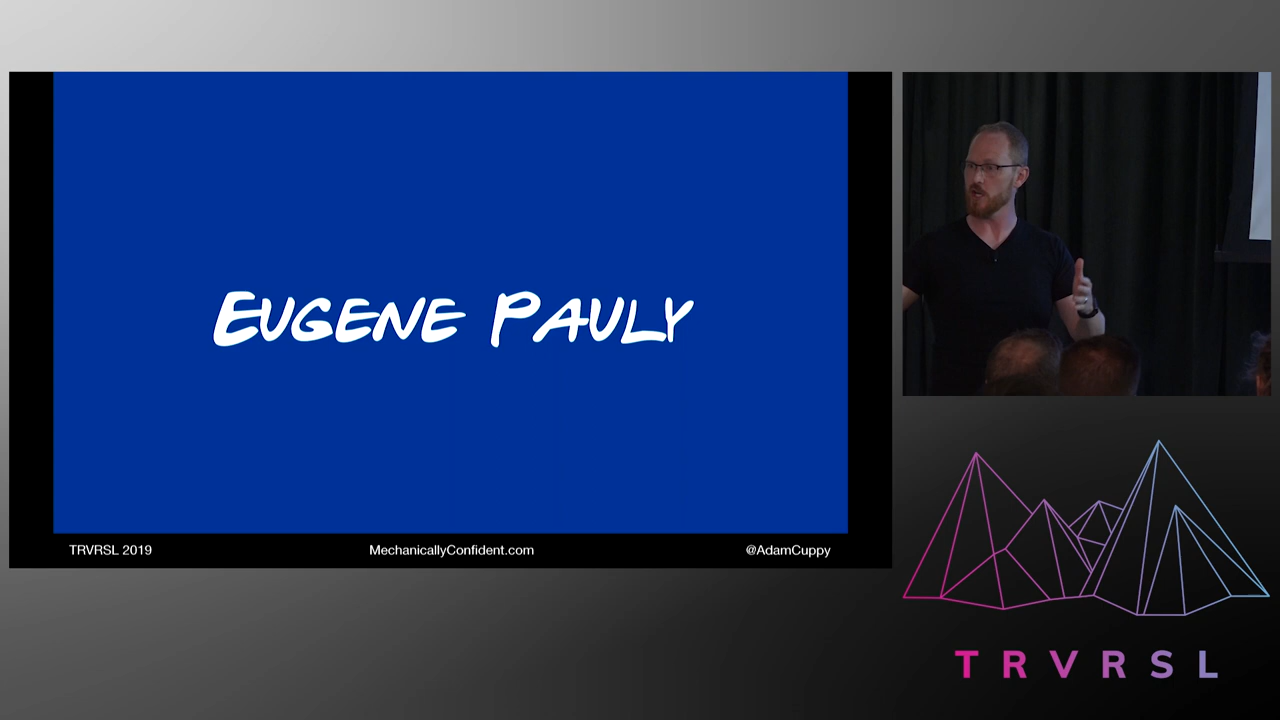 EUGENE PAULY
TRVRSL 2019
MechanicallyConfident.com
@AdamCuppy
TRVRSL